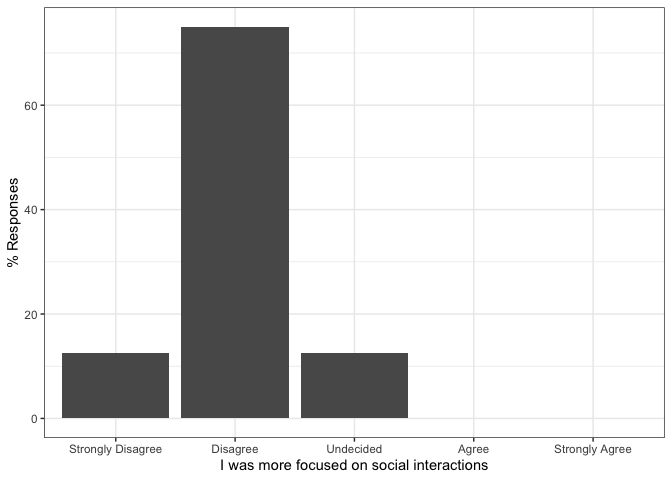 % Responses
60
40
20
0
Strongly Disagree
Disagree
Undecided
Agree
Strongly Agree
I was more focused on social interactions